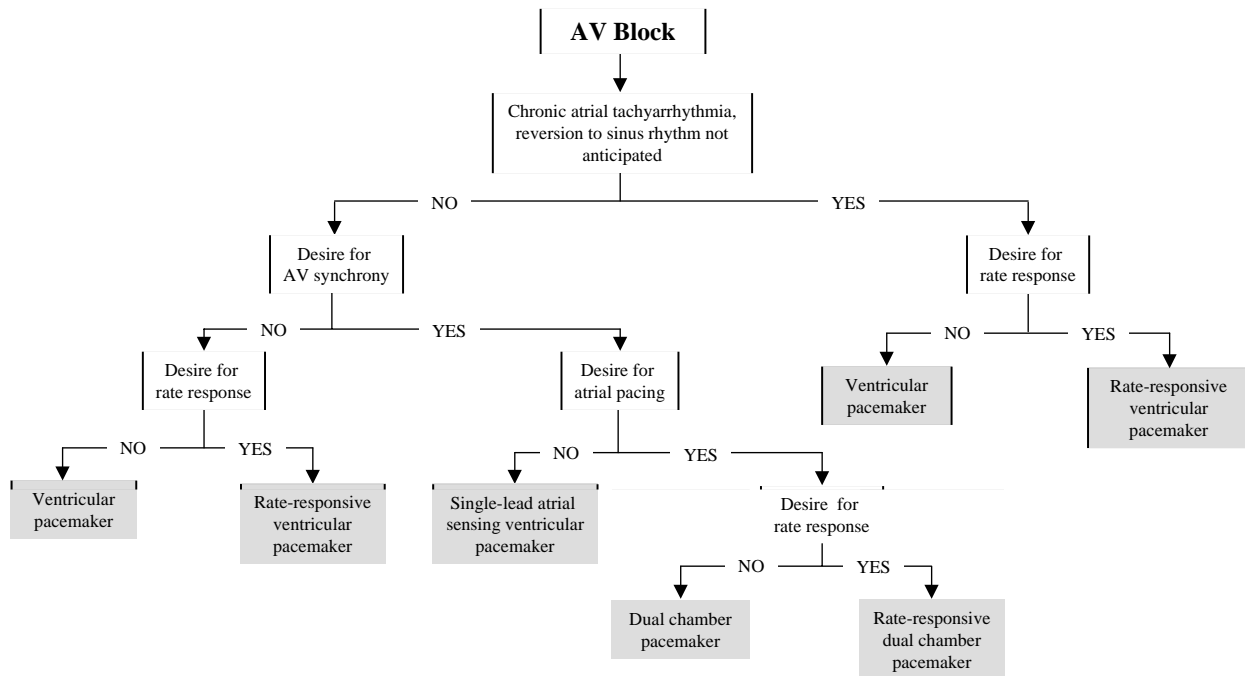 AV Block
Chronic atrial tachyarrhythmia,
reversion to sinus rhythm not
anticipated
NO
YES
Desire for
AV synchrony
Desire for
rate response
NO
YES
NO
YES
Desire for
rate response
Desire for
atrial pacing
Ventricular
pacemaker
Rate-responsive
ventricular
pacemaker
NO
YES
NO
YES
Ventricular
pacemaker
Rate-responsive
ventricular
pacemaker
Single-lead atrial
sensing ventricular
pacemaker
Desire for
rate response
NO
YES
Dual chamber
pacemaker
Rate-responsive
dual chamber
pacemaker